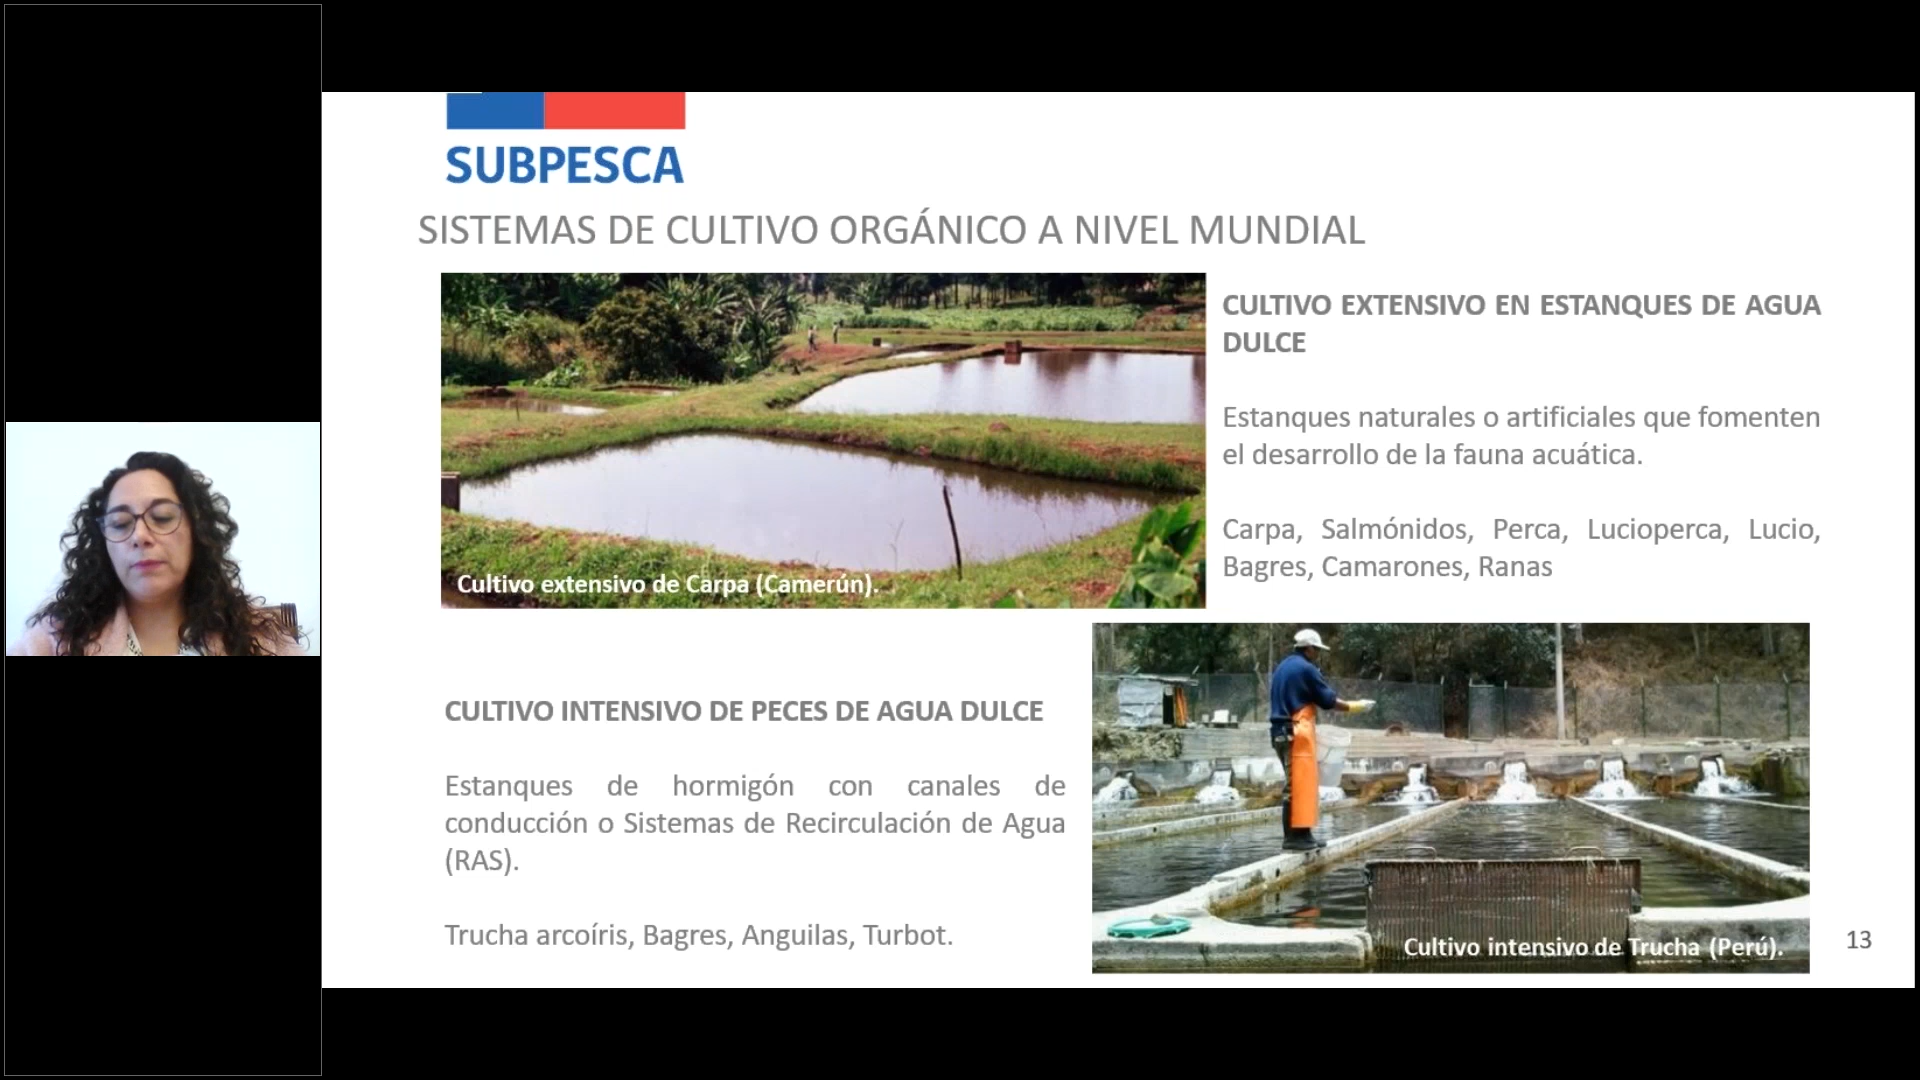 SUBPESCA
SISTEMAS DE CULTIVO ORGÁNICO A NIVEL MUNDIAL
CULTIVO EXTENSIVO EN ESTANQUES DE AGUA
DULCE
Estanques naturales o artificiales que fomenten
el desarrollo de la fauna acuática.
Carpa, Salmónidos, Perca, Lucioperca, Lucio,
Bagres, Camarones, Ranas
Cultivo extensivo de Carpa (Camerún).
CULTIVO INTENSIVO DE PECES DE AGUA DULCE
Estanques de hormigón con canales de
conducción o Sistemas de Recirculación de Agua
(RAS).
Trucha arcoíris, Bagres, Anguilas, Turbot.
Cultivo intensivo de Trucha (Perú).
13